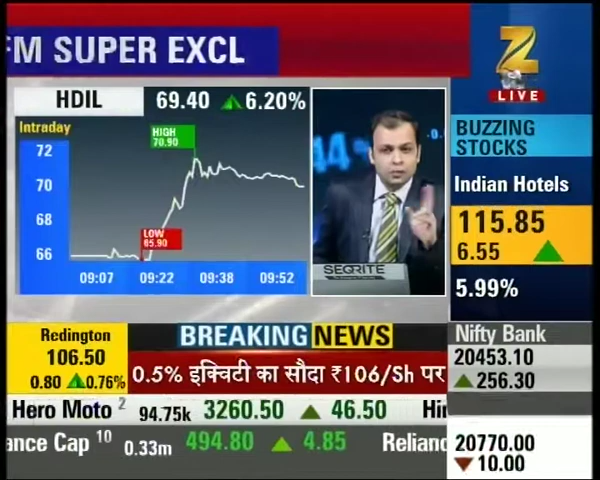 FM SUPER EXCL
LIVE
HDIL 69.40 6.20%
Intraday
72
70
68
66
HIGH
70.90
LOW
65.90
09:07 09:22 09:38 09:52
SEQRITE
BUZZING
STOCKS
Indian Hotels
115.85
6.55
5.99%
Redington
106.50
0.80 0.76%
BREAKING NEWS
0.5% इक्विटी का सौदा ₹106/Sh पर
Nifty Bank
20453.10
256.30
Hero Moto 2 94.75k 3260.50 46.50 Hin
ance Cap 10 0.33m 494.80 4.85 Relianc
20770.00
10.00